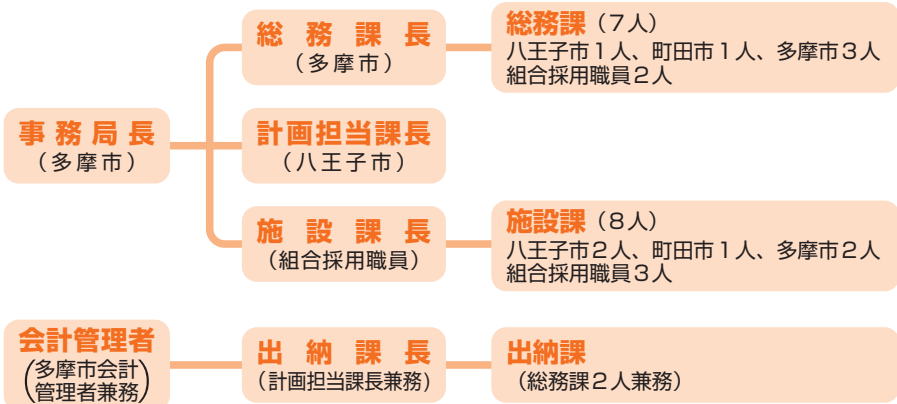 総務課長
（多摩市）
総務課（7人）
八王子市1人、町田市1人、多摩市3人
組合採用職員2人
事務局長
（多摩市）
計画担当課長
（八王子市）
施設課長
（組合採用職員）
施設課（8人）
八王子市2人、町田市1人、多摩市2人
組合採用職員3人
会計管理者
（多摩市会計
管理者兼務）
出納課長
（計画担当課長兼務）
出納課
（総務課2人兼務）